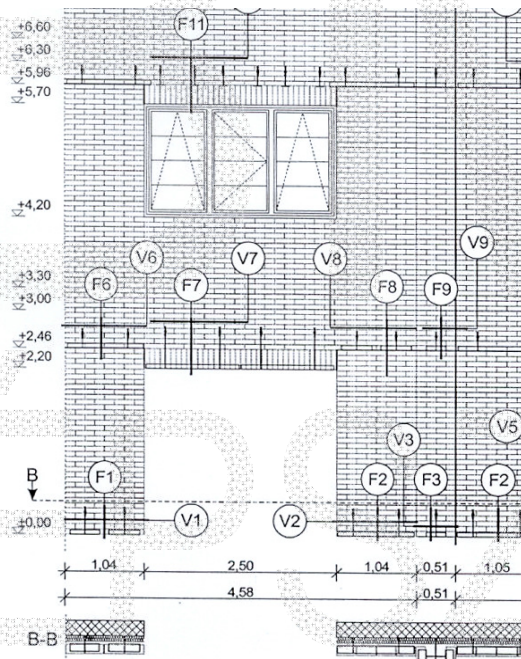 +6,60
F11
+6,30
+5,96
+5,70
+4,20
V9
V6
V7
V8
+3,30
F6
F7
F8
F9
+3,00
+2,46
+2,20
V5
V3
B
F1
F2
F3
F2
+0,00
V1
V2
1,04
2,50
1,04
0,51
1,05
4,58
0,51
B-B